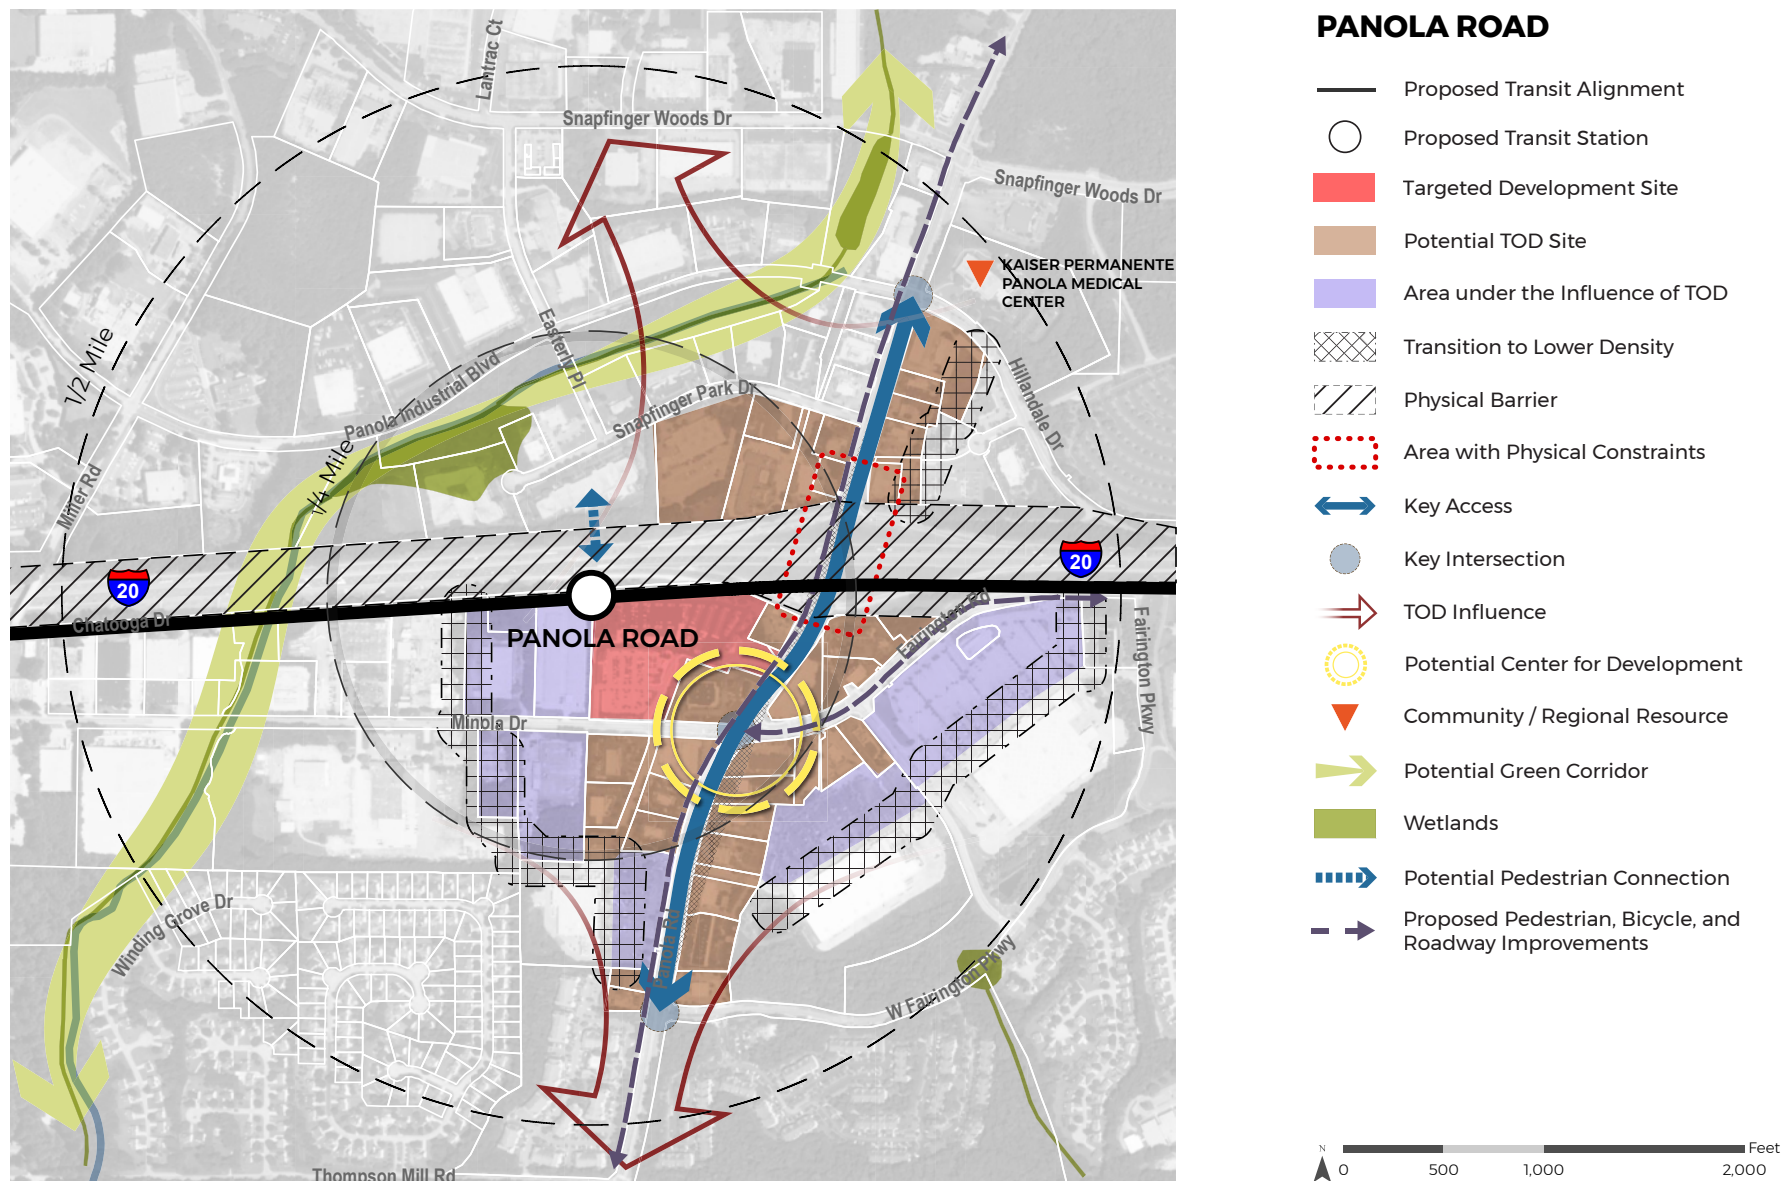 PANOLA ROAD
Proposed Transit Alignment
Proposed Transit Station
Targeted Development Site
Potential TOD Site
Area under the Influence of TOD
Transition to Lower Density
Physical Barrier
Area with Physical Constraints
Key Access
Key Intersection
TOD Influence
Potential Center for Development
Community / Regional Resource
Potential Green Corridor
Wetlands
Potential Pedestrian Connection
Proposed Pedestrian, Bicycle, and
Roadway Improvements
N
Feet
0 500 1,000 2,000
Lantrac Ct
Snapfinger Woods Dr
Snapfinger Woods Dr
KAISER PERMANENTE
PANOLA MEDICAL
CENTER
Easterly Pl
1/2 Mile
Panola Industrial Blvd
Snapfinger Park Dr
Hillandale Dr
1/4 Mile
Miller Rd
20
20
Chatooga Dr
PANOLA ROAD
Fairington Rd
Fairington Pkwy
Minola Dr
Winding Grove Dr
Panola Rd
W Fairington Pkwy
Thompson Mill Rd